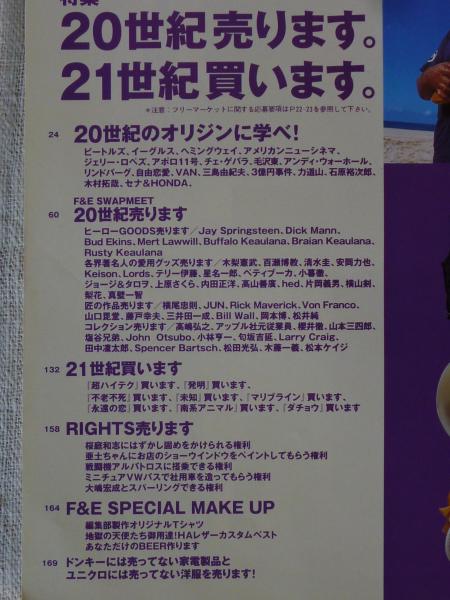 特集
20世紀売ります。
21世紀買います。
*注意:フリーマーケットに関する応募要項はP22-23を参照して下さい。
24 20世紀のオリジンに学べ!
ビートルズ、イーグルス、ヘミングウェイ、アメリカンニューシネマ、
ジェリー・ロペズ、アポロ11号、チェ・ゲバラ、毛沢東、アンディ・ウォーホール、
リンドバーグ、自由恋愛、VAN、三島由紀夫、3億円事件、力道山、石原裕次郎、
木村拓哉、セナ&HONDA、
F&E SWAPMEET
60 20世紀売ります
ヒーローGOODS売ります/Jay Springsteen、Dick Mann、
Bud Ekins、Mert Lawwill、Buffalo Keaulana、Braian Keaulana、
Rusty Keaulana
各界著名人の愛用グッズ売ります/木梨憲武、百瀬博教、清水圭、安岡力也、
Keison、Lords、テリー伊藤、星名一郎、ペティブーカ、小暮徹、
ジョージ&タロヲ、上原さくら、内田正洋、高山善廣、hed、片岡義男、横山剣、
梨花、真壁一智
匠の作品売ります/横尾忠則、JUN、Rick Maverick、Von Franco、
山口晃堂、藤戸幸夫、三井田一成、Bill Wall、岡本博、松井純
コレクション売ります/高嶋弘之、アップル社元従業員、櫻井徹、山本三四郎、
塩谷兄弟、John Otsubo、小林亨一、匂坂吉延、Larry Craig、
田中凛太郎、Spencer Bartsch、松田光弘、木藤一義、松本ケイジ
132 21世紀買います
『超ハイテク』買います、『発明』買います、
『不老不死』買います、『未知』買います、『マリブライン』買います、
『永遠の恋』買います、『南系アニマル』買います、『ダチョウ』買います
158 RIGHTS売ります
桜庭和志にはずかし固めをかけられる権利
亜土ちゃんにお店のショーウインドウをペイントしてもらう権利
戦闘機アルバトロスに搭乗できる権利
ミニチュアVWバスで社用車を造ってもらう権利
大嶋宏成とスパーリングできる権利
164 F&E SPECIAL MAKE UP
編集部製作オリジナルTシャツ
地獄の天使たち御用達!HAレザーカスタムベスト
あなただけのBEER作ります
169 ドンキーには売ってない家電製品と
ユニクロには売ってない洋服を売ります!